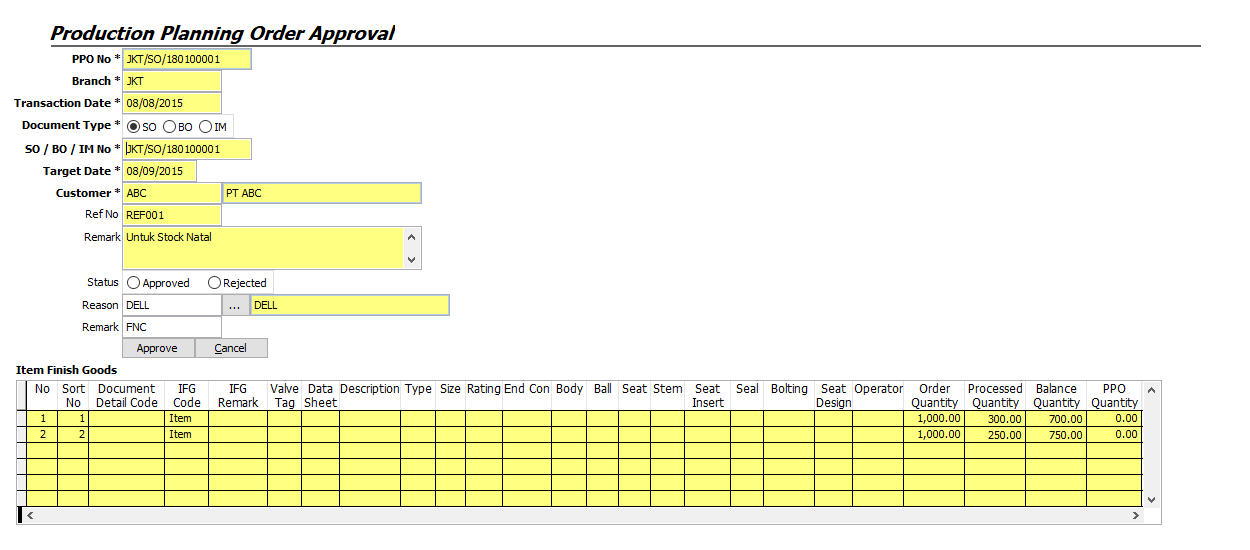 Production Planning Order Approval
PPO No * JKT/SO/180100001
Branch * JKT
Transaction Date * 08/08/2015
Document Type * SO BO IM
SO / BO / IM No * JKT/SO/180100001
Target Date * 08/09/2015
Customer * ABC PT ABC
Ref No REF001
Remark Untuk Stock Natal
Status Approved Rejected
Reason DELL ... DELL
Remark FNC
Approve Cancel
Item Finish Goods
No Sort Document IFG IFG Valve Data Description Type Size Rating End Con Body Ball Seat Stem Seat Seal Bolting Seat Operator Order Processed Balance PPO
No Detail Code Code Remark Tag Sheet Insert Design Quantity Quantity Quantity Quantity
1 1 Item 1,000.00 300.00 700.00 0.00
2 2 Item 1,000.00 250.00 750.00 0.00